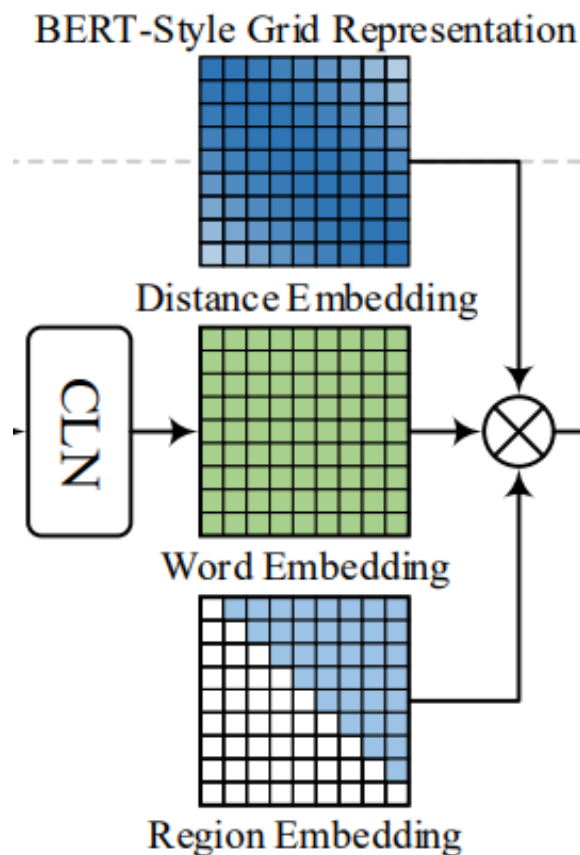 BERT-Style Grid Representation
Distance Embedding
CLN
Word Embedding
Region Embedding